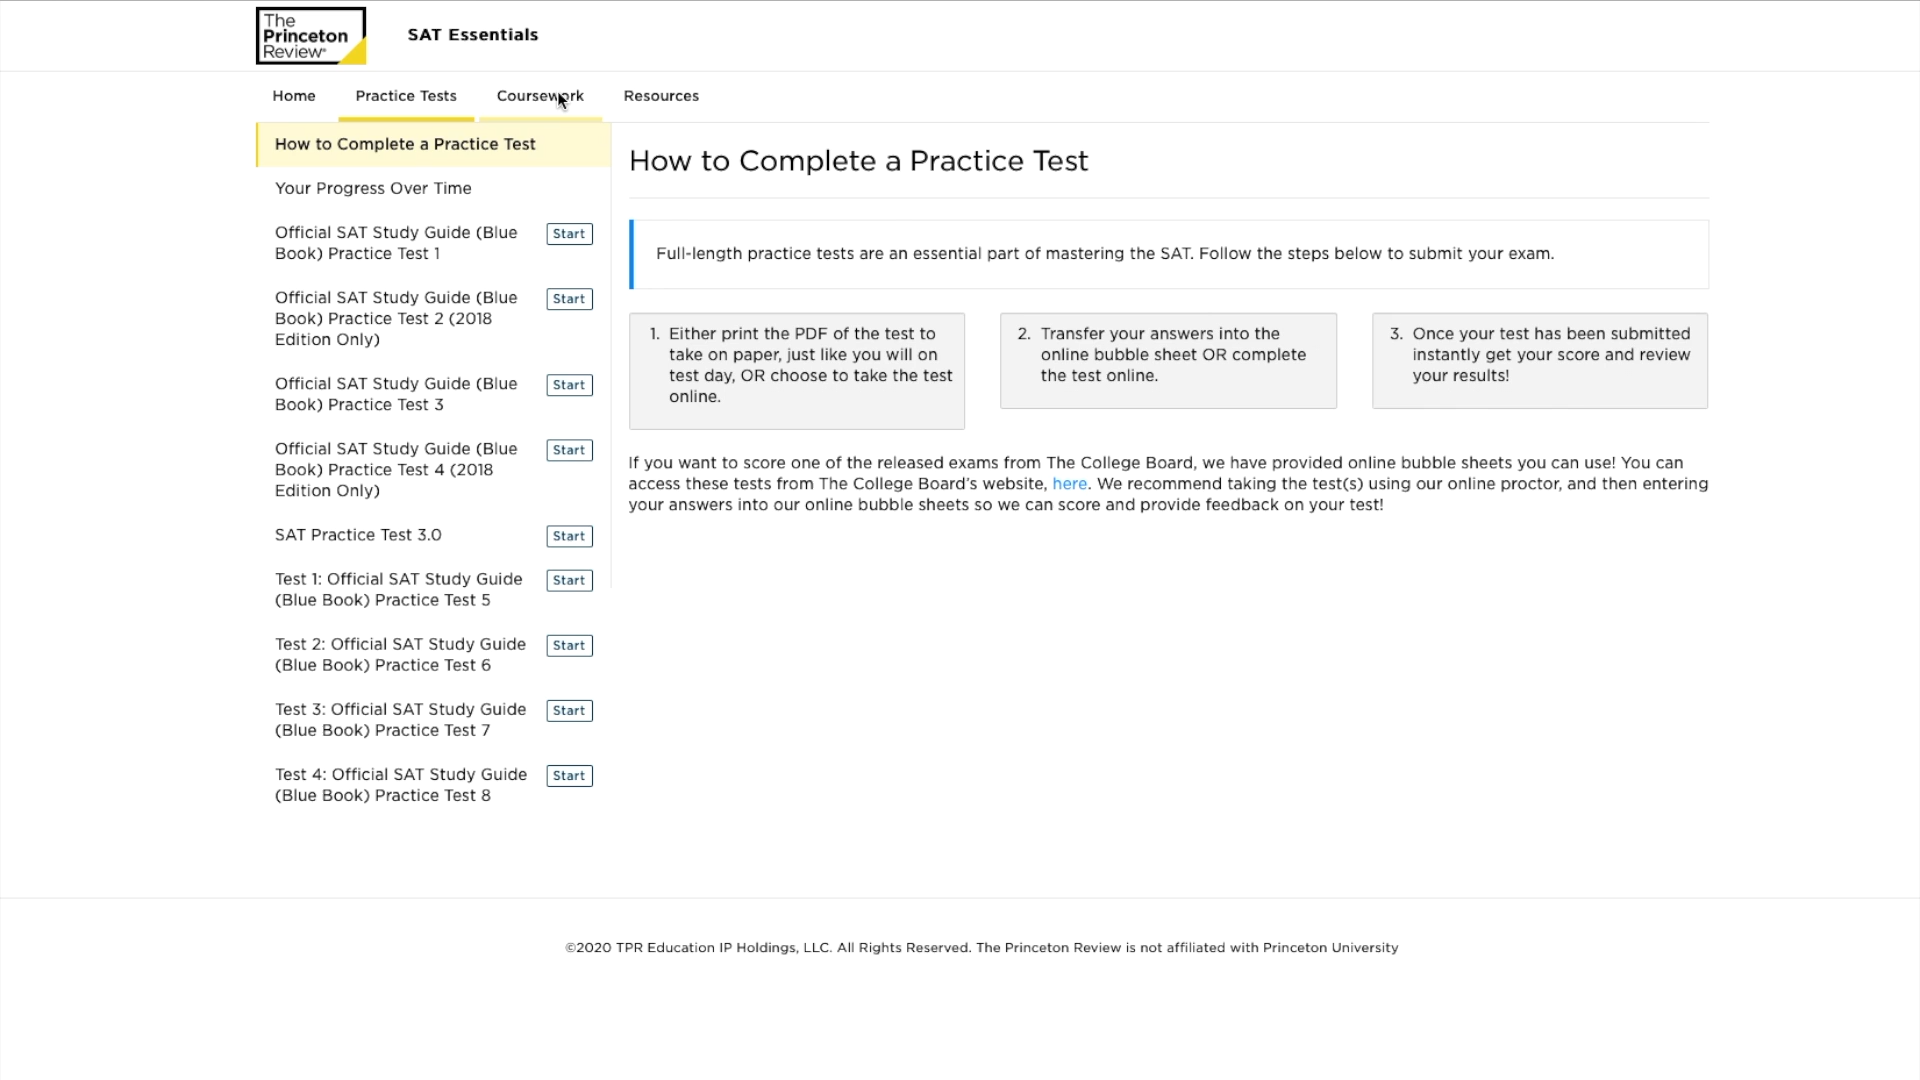 The
Princeton
Review®
SAT Essentials
Home
Practice Tests
Coursework
Resources
How to Complete a Practice Test
Your Progress Over Time
Official SAT Study Guide (Blue
Book) Practice Test 1
Start
Official SAT Study Guide (Blue
Book) Practice Test 2 (2018
Edition Only)
Start
Official SAT Study Guide (Blue
Book) Practice Test 3
Start
Official SAT Study Guide (Blue
Book) Practice Test 4 (2018
Edition Only)
Start
SAT Practice Test 3.0
Start
Test 1: Official SAT Study Guide
(Blue Book) Practice Test 5
Start
Test 2: Official SAT Study Guide
(Blue Book) Practice Test 6
Start
Test 3: Official SAT Study Guide
(Blue Book) Practice Test 7
Start
Test 4: Official SAT Study Guide
(Blue Book) Practice Test 8
Start
How to Complete a Practice Test
Full-length practice tests are an essential part of mastering the SAT. Follow the steps below to submit your exam.
1. Either print the PDF of the test to
take on paper, just like you will on
test day, OR choose to take the test
online.
2. Transfer your answers into the
online bubble sheet OR complete
the test online.
3. Once your test has been submitted
instantly get your score and review
your results!
If you want to score one of the released exams from The College Board, we have provided online bubble sheets you can use! You can
access these tests from The College Board's website, here. We recommend taking the test(s) using our online proctor, and then entering
your answers into our online bubble sheets so we can score and provide feedback on your test!
©2020 TPR Education IP Holdings, LLC. All Rights Reserved. The Princeton Review is not affiliated with Princeton University